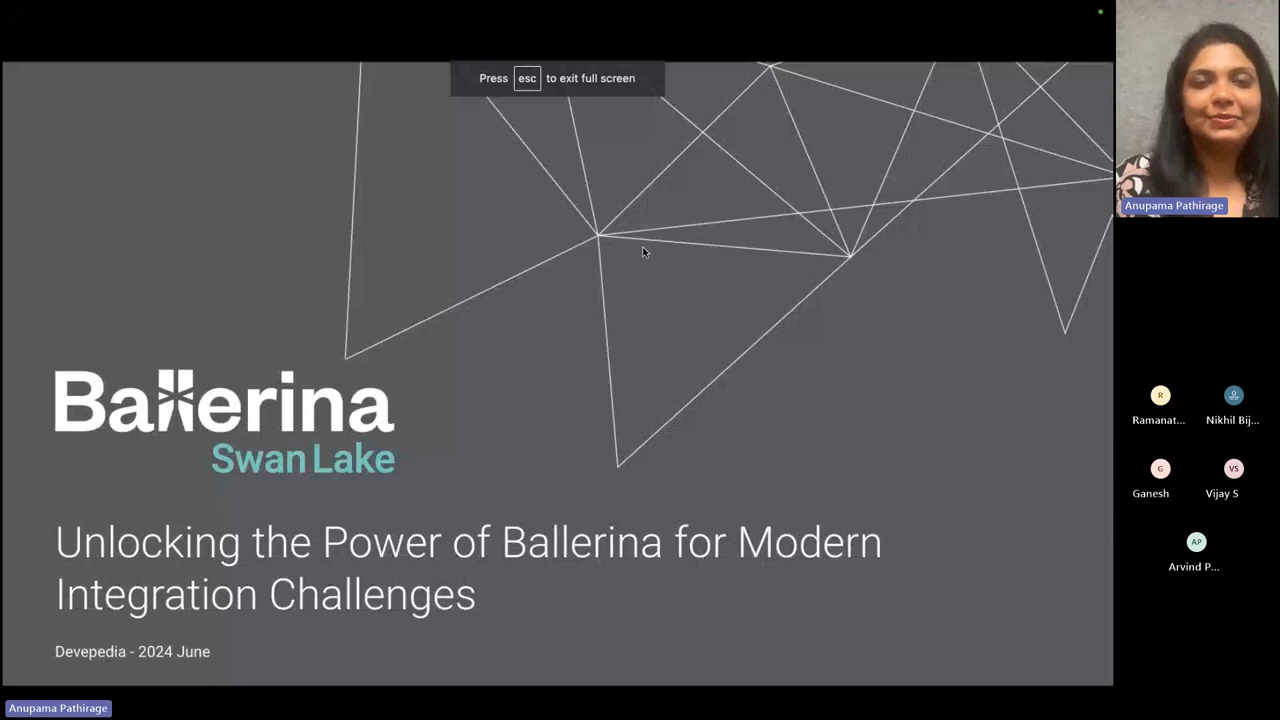 Press esc to exit full screen
Anupama Pathirage
Ballerina
Swan Lake
Unlocking the Power of Ballerina for Modern
Integration Challenges
Devepedia - 2024 June
R
Ramanat...
Nikhil Bij...
G
VS
Ganesh
Vijay S
AP
Arvind P...
Anupama Pathirage